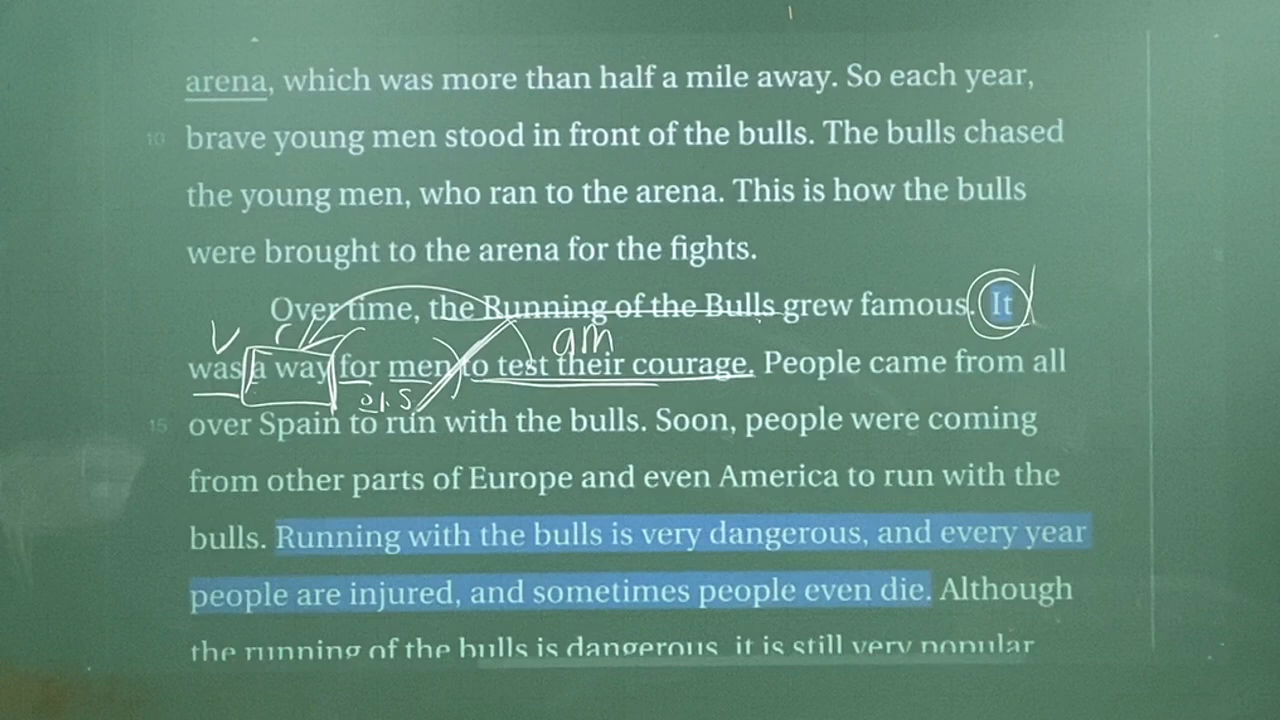 arena, which was more than half a mile away. So each year,
10 brave young men stood in front of the bulls. The bulls chased
the young men, who ran to the arena. This is how the bulls
were brought to the arena for the fights.
Over time, the Running of the Bulls grew famous. It
V am
was a way for men to test their courage. People came from all
의.S
15 over Spain to run with the bulls. Soon, people were coming
from other parts of Europe and even America to run with the
bulls. Running with the bulls is very dangerous, and every year
people are injured, and sometimes people even die. Although
the running of the bulls is dangerous, it is still very popular